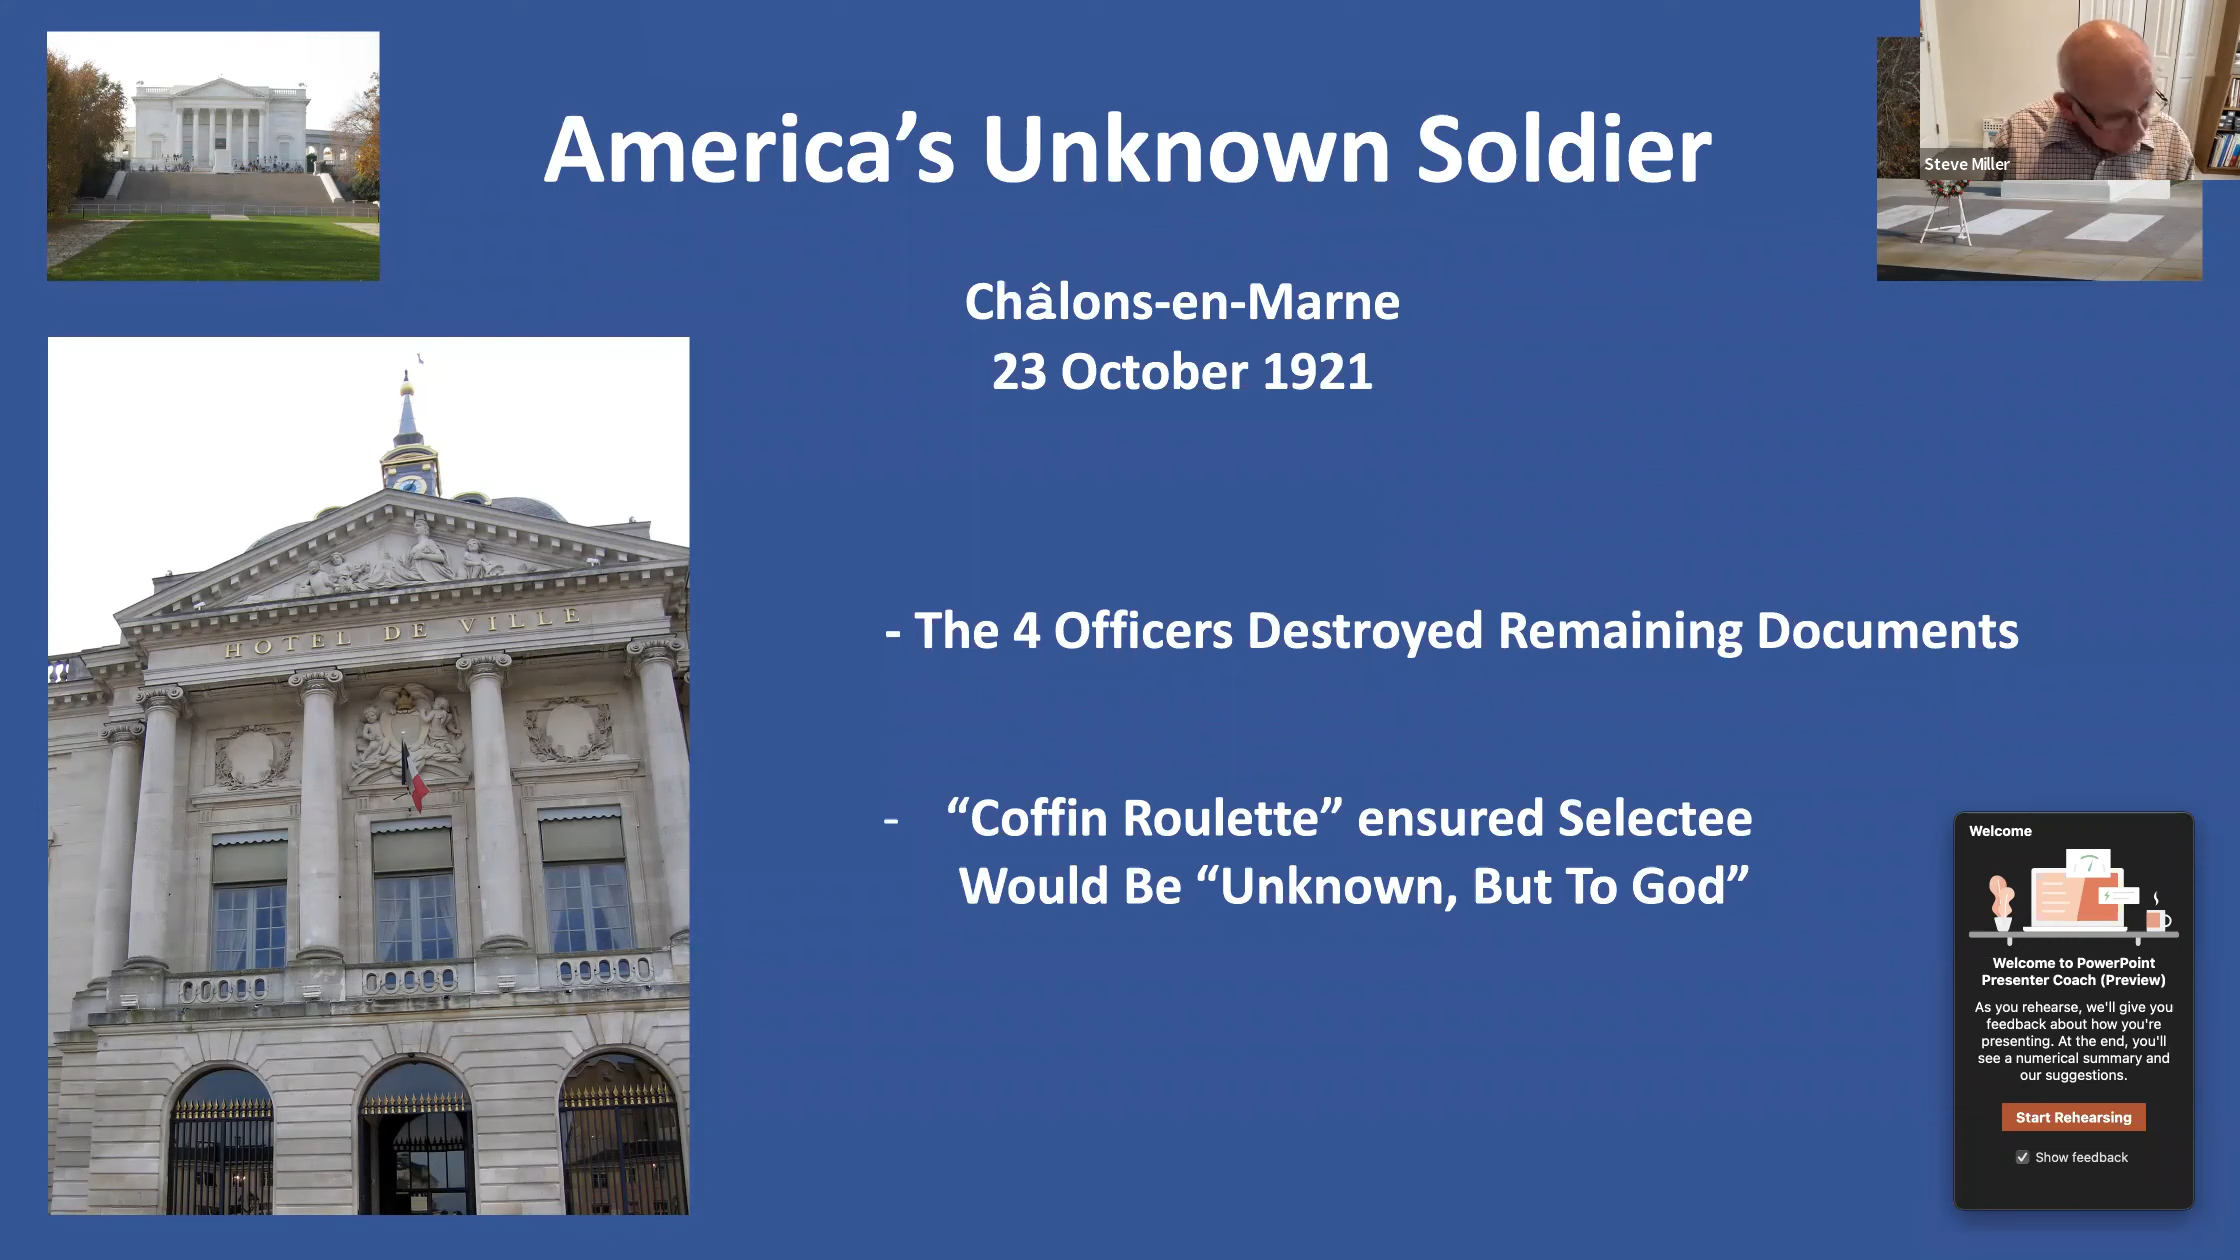 America’s Unknown Soldier
Steve Miller
Châlons-en-Marne
23 October 1921
HOTEL DE VILLE
- The 4 Officers Destroyed Remaining Documents
- “Coffin Roulette” ensured Selectee
Would Be “Unknown, But To God”
Welcome
Welcome to PowerPoint
Presenter Coach (Preview)
As you rehearse, we'll give you
feedback about how you're
presenting. At the end, you'll
see a numerical summary and
our suggestions.
Start Rehearsing
Show feedback